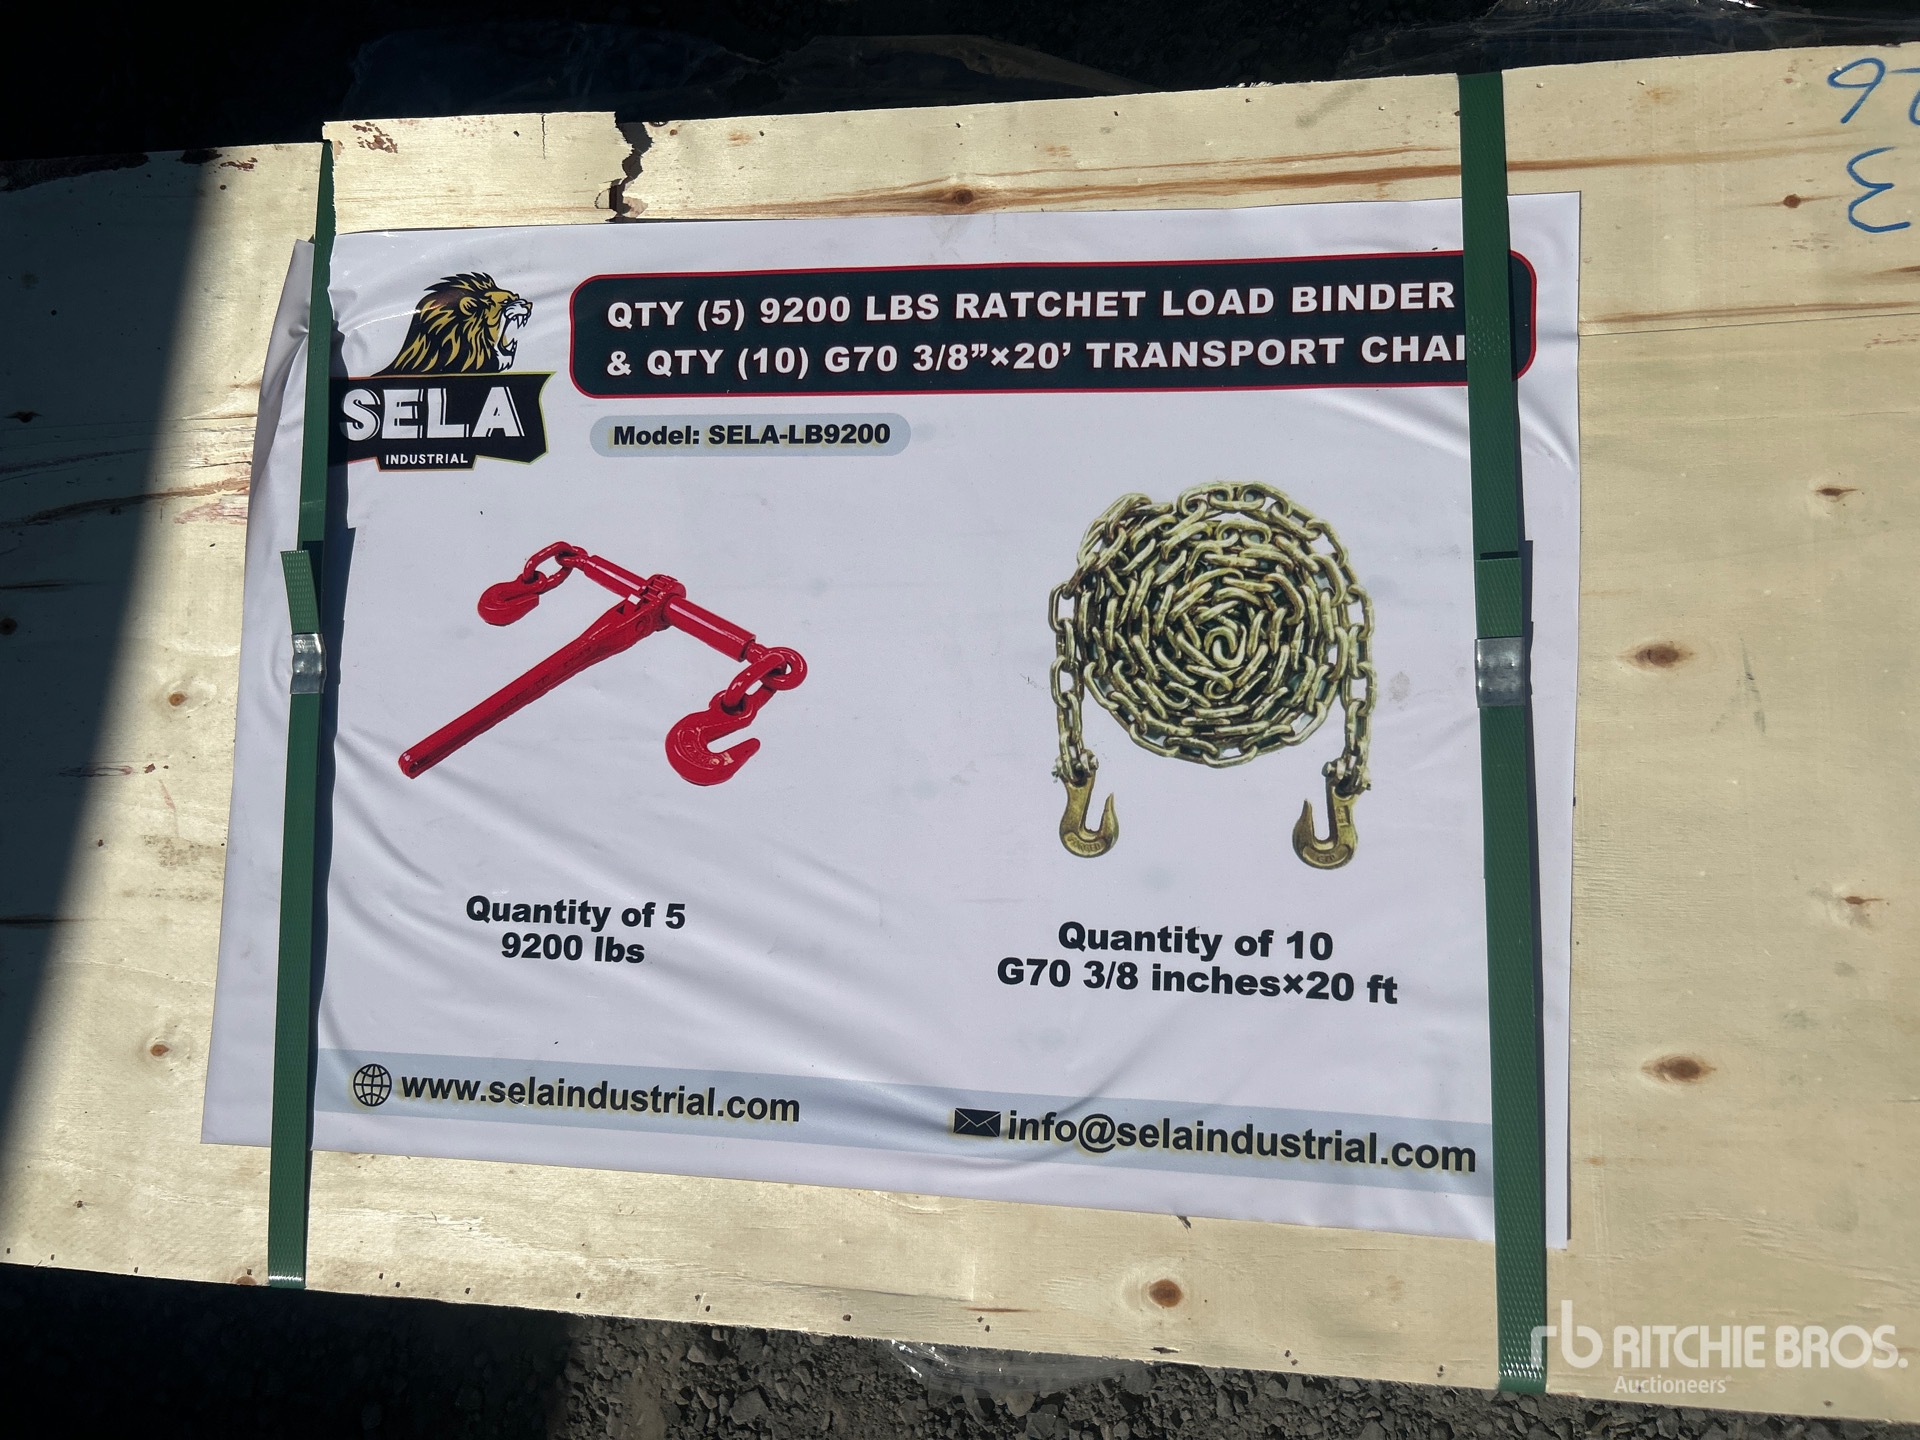 QTY (5) 9200 LBS RATCHET LOAD BINDER
& QTY (10) G70 3/8”×20’ TRANSPORT CHAI
SELA
INDUSTRIAL
Model: SELA-LB9200
Quantity of 5
9200 lbs
Quantity of 10
G70 3/8 inches×20 ft
www.selaindustrial.com
info@selaindustrial.com
rb RITCHIE BROS.
Auctioneers